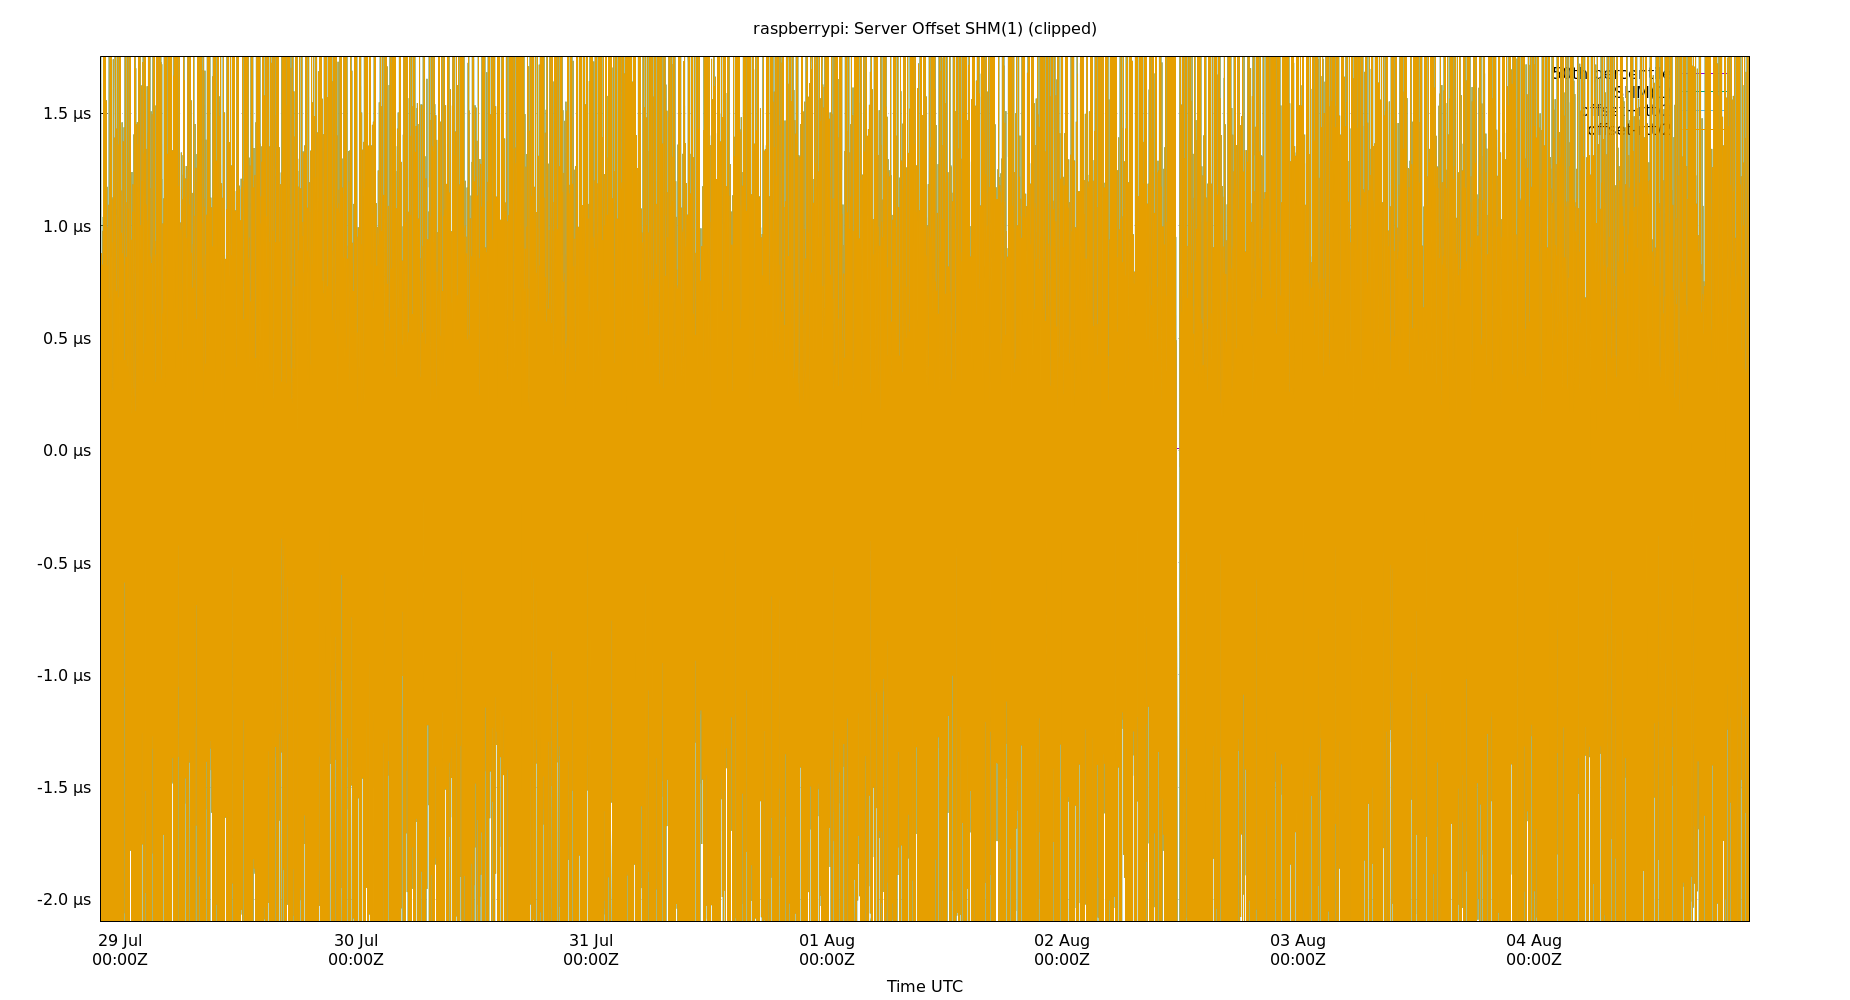 raspberrypi: Server Offset SHM(1) (clipped)
1.5 µs
1.0 µs
0.5 µs
0.0 µs
-0.5 µs
-1.0 µs
-1.5 µs
-2.0 µs
29 Jul
00:00Z
30 Jul
00:00Z
31 Jul
00:00Z
01 Aug
00:00Z
02 Aug
00:00Z
03 Aug
00:00Z
04 Aug
00:00Z
Time UTC